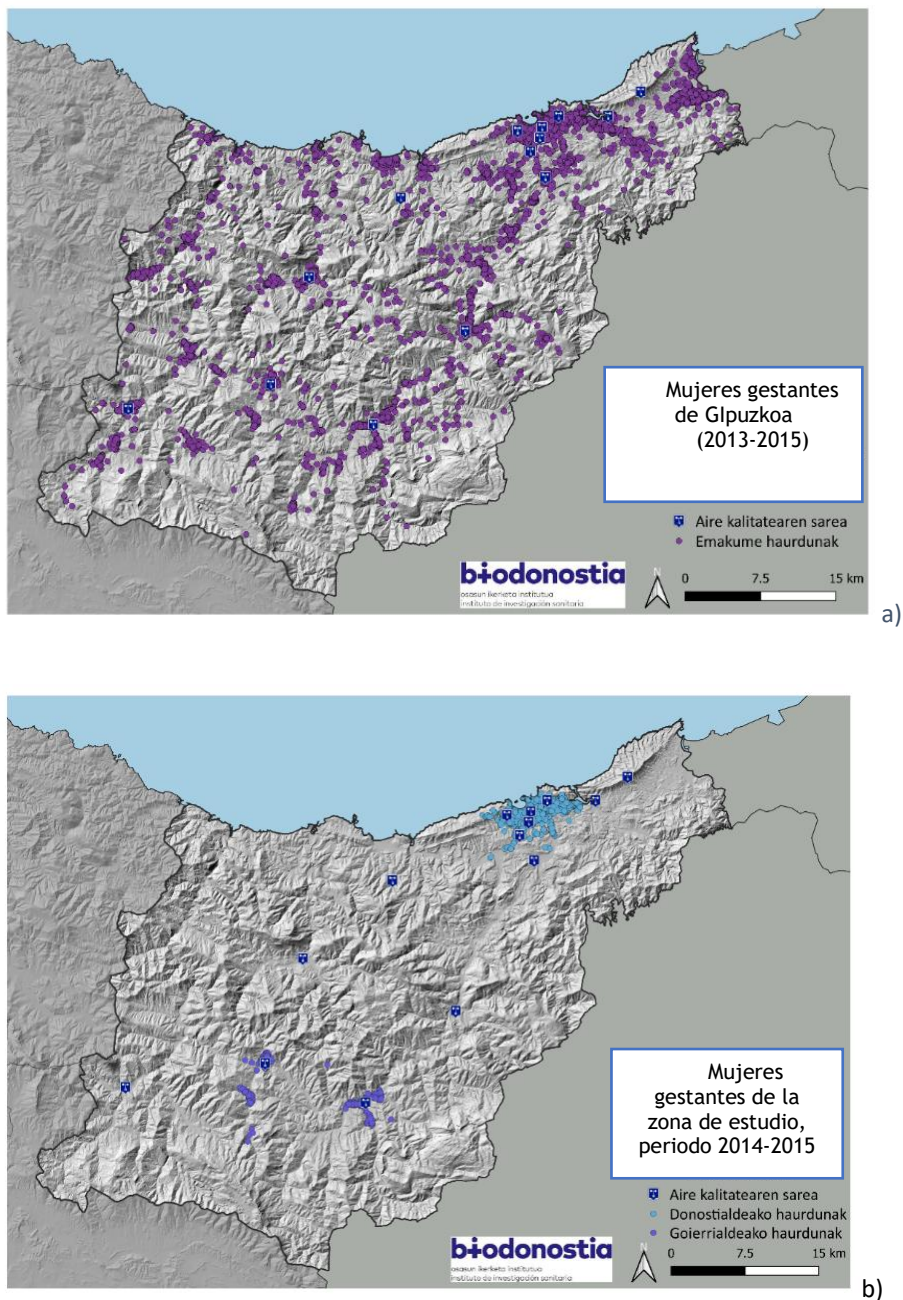 Mujeres gestantes
de GIpuzkoa
(2013-2015)
Aire kalitatearen sarea
Emakume haurdunak
biodonostia
osasun ikerketa institutua
instituto de investigación sanitaria
N
0 7.5 15 km
a)
Mujeres
gestantes de la
zona de estudio,
periodo 2014-2015
Aire kalitatearen sarea
Donostialdeako haurdunak
Goierrialdeako haurdunak
biodonostia
osasun ikerketa institutua
instituto de investigación sanitaria
N
0 7.5 15 km
b)